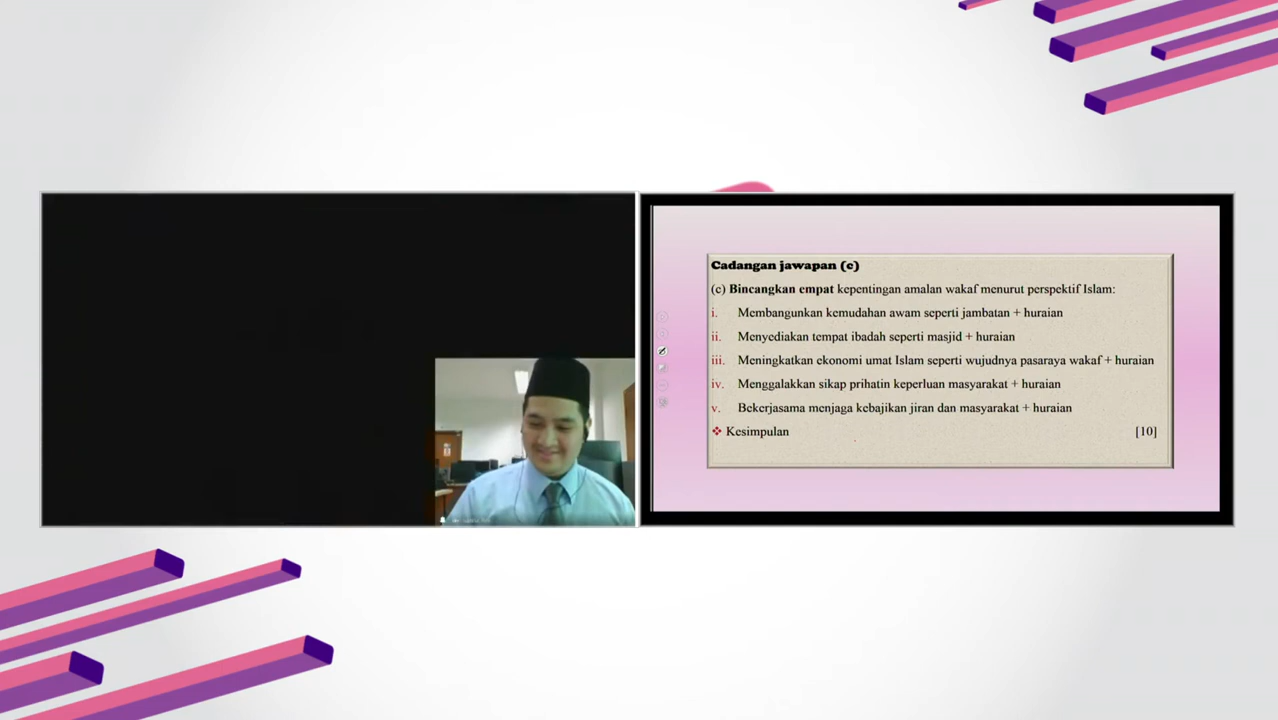 Cadangan jawapan (c)
(c) Bincangkan empat kepentingan amalan wakaf menurut perspektif Islam:
i. Membangunkan kemudahan awam seperti jambatan + huraian
ii. Menyediakan tempat ibadah seperti masjid + huraian
iii. Meningkatkan ekonomi umat Islam seperti wujudnya pasaraya wakaf + huraian
iv. Menggalakkan sikap prihatin keperluan masyarakat + huraian
v. Bekerjasama menjaga kebajikan jiran dan masyarakat + huraian
❖ Kesimpulan [10]